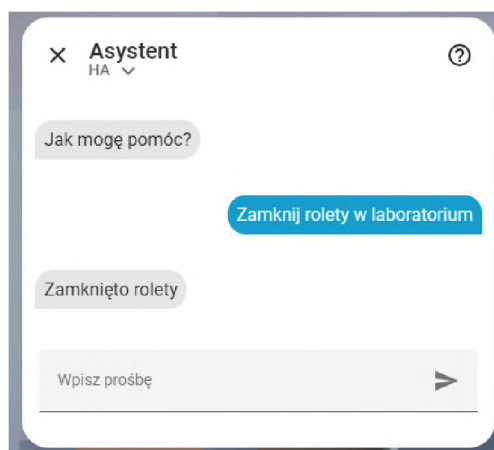 Asystent
HA
Jak mogę pomóc?
Zamknij rolety w laboratorium
Zamknięto rolety
Wpisz prośbę